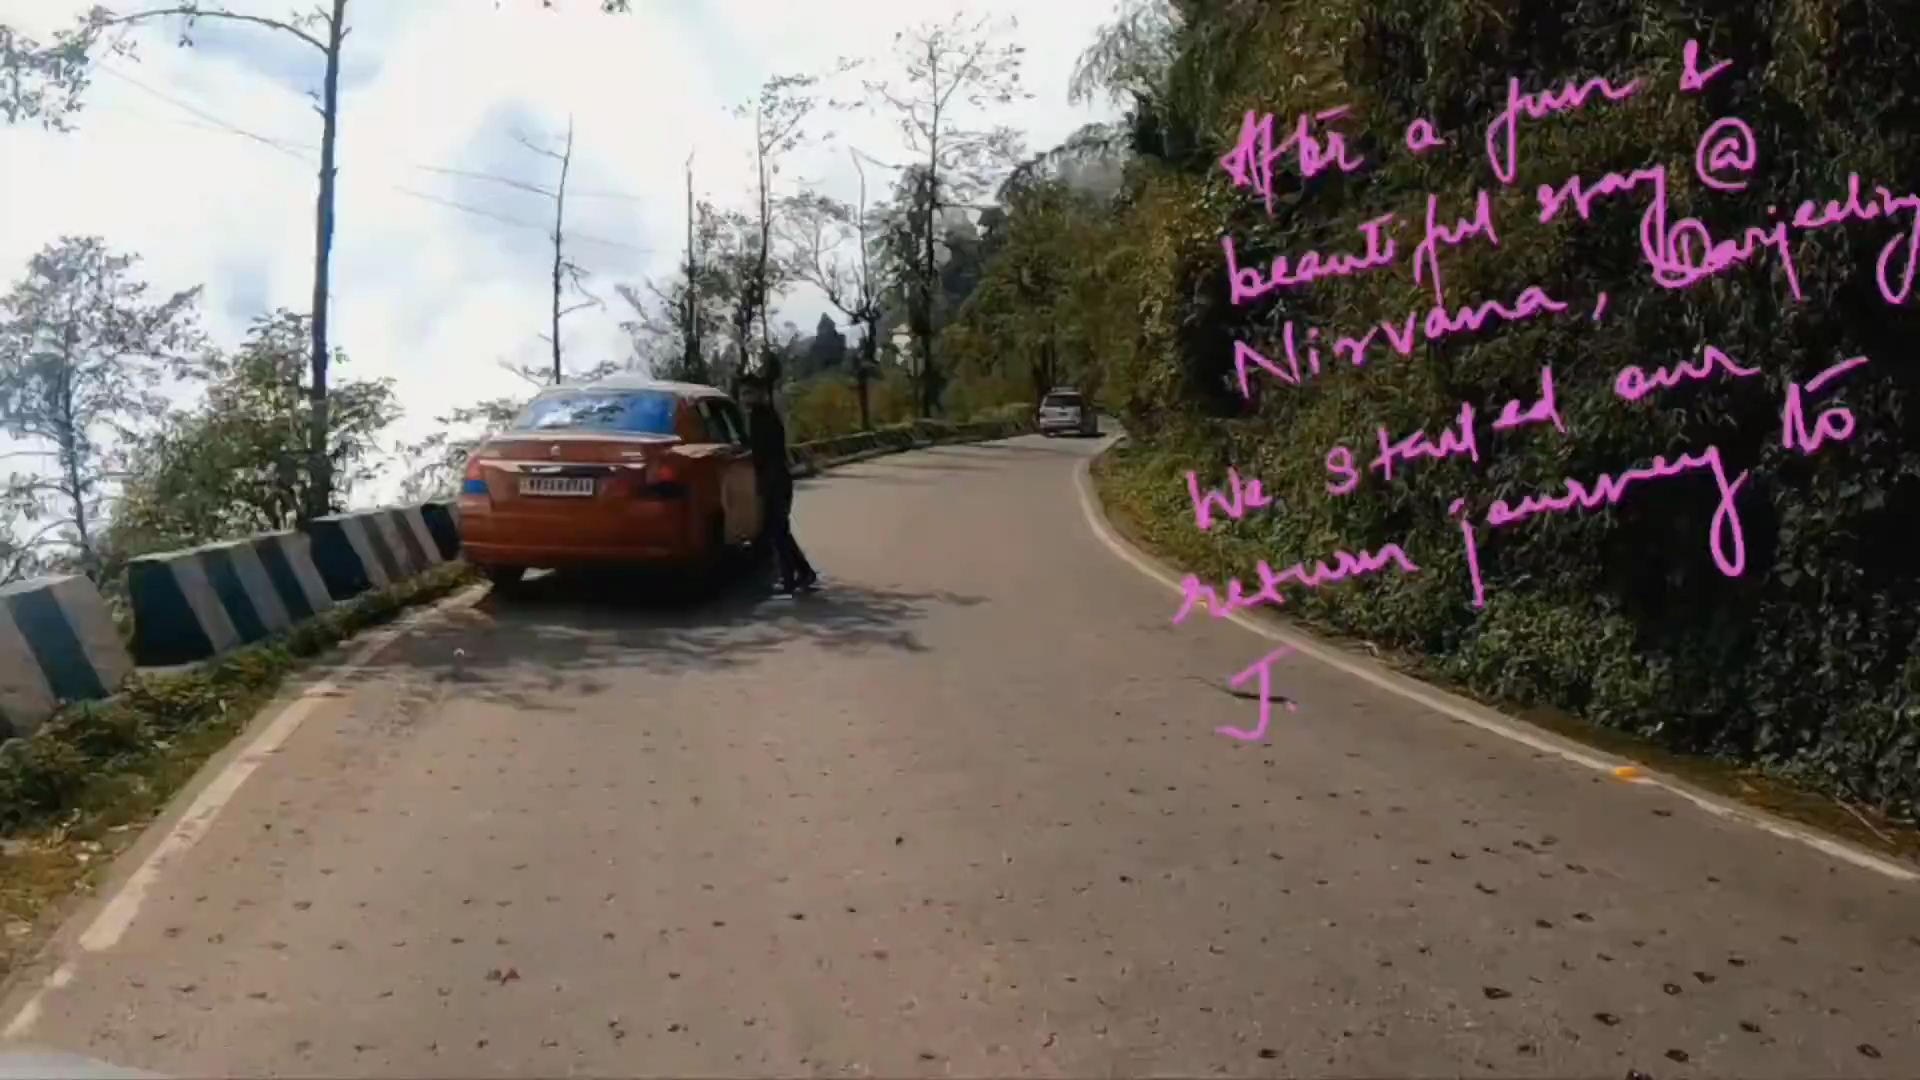 After a fun &
beautiful stay @
Nirvana, Darjeeling
We started our
return journey to
J.